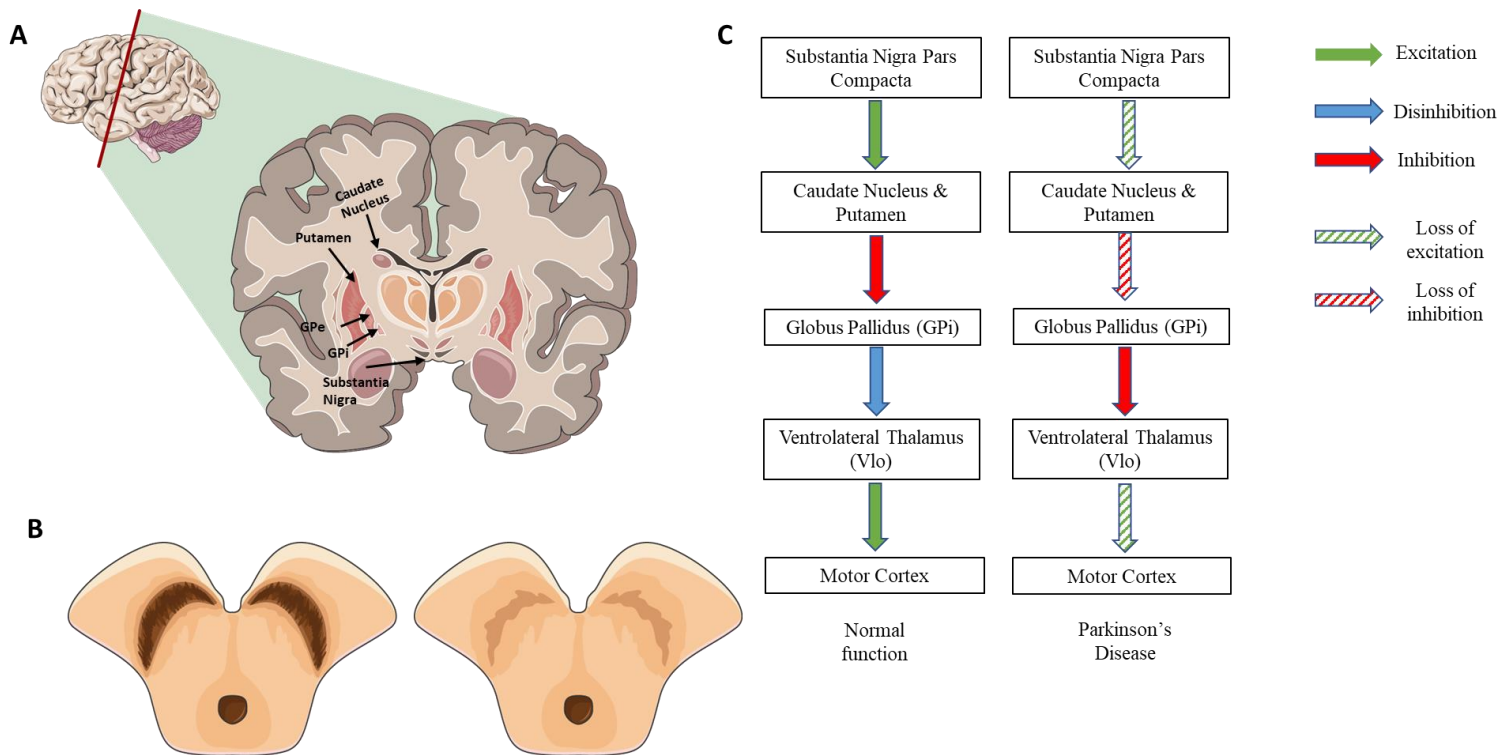 A
Caudate
Nucleus
Putamen
GPe
GPi
Substantia
Nigra
B
C
Substantia Nigra Pars
Compacta
Caudate Nucleus &
Putamen
Globus Pallidus (GPi)
Ventrolateral Thalamus
(Vlo)
Motor Cortex
Normal
function
Substantia Nigra Pars
Compacta
Caudate Nucleus &
Putamen
Globus Pallidus (GPi)
Ventrolateral Thalamus
(Vlo)
Motor Cortex
Parkinson’s
Disease
Excitation
Disinhibition
Inhibition
Loss of
excitation
Loss of
inhibition